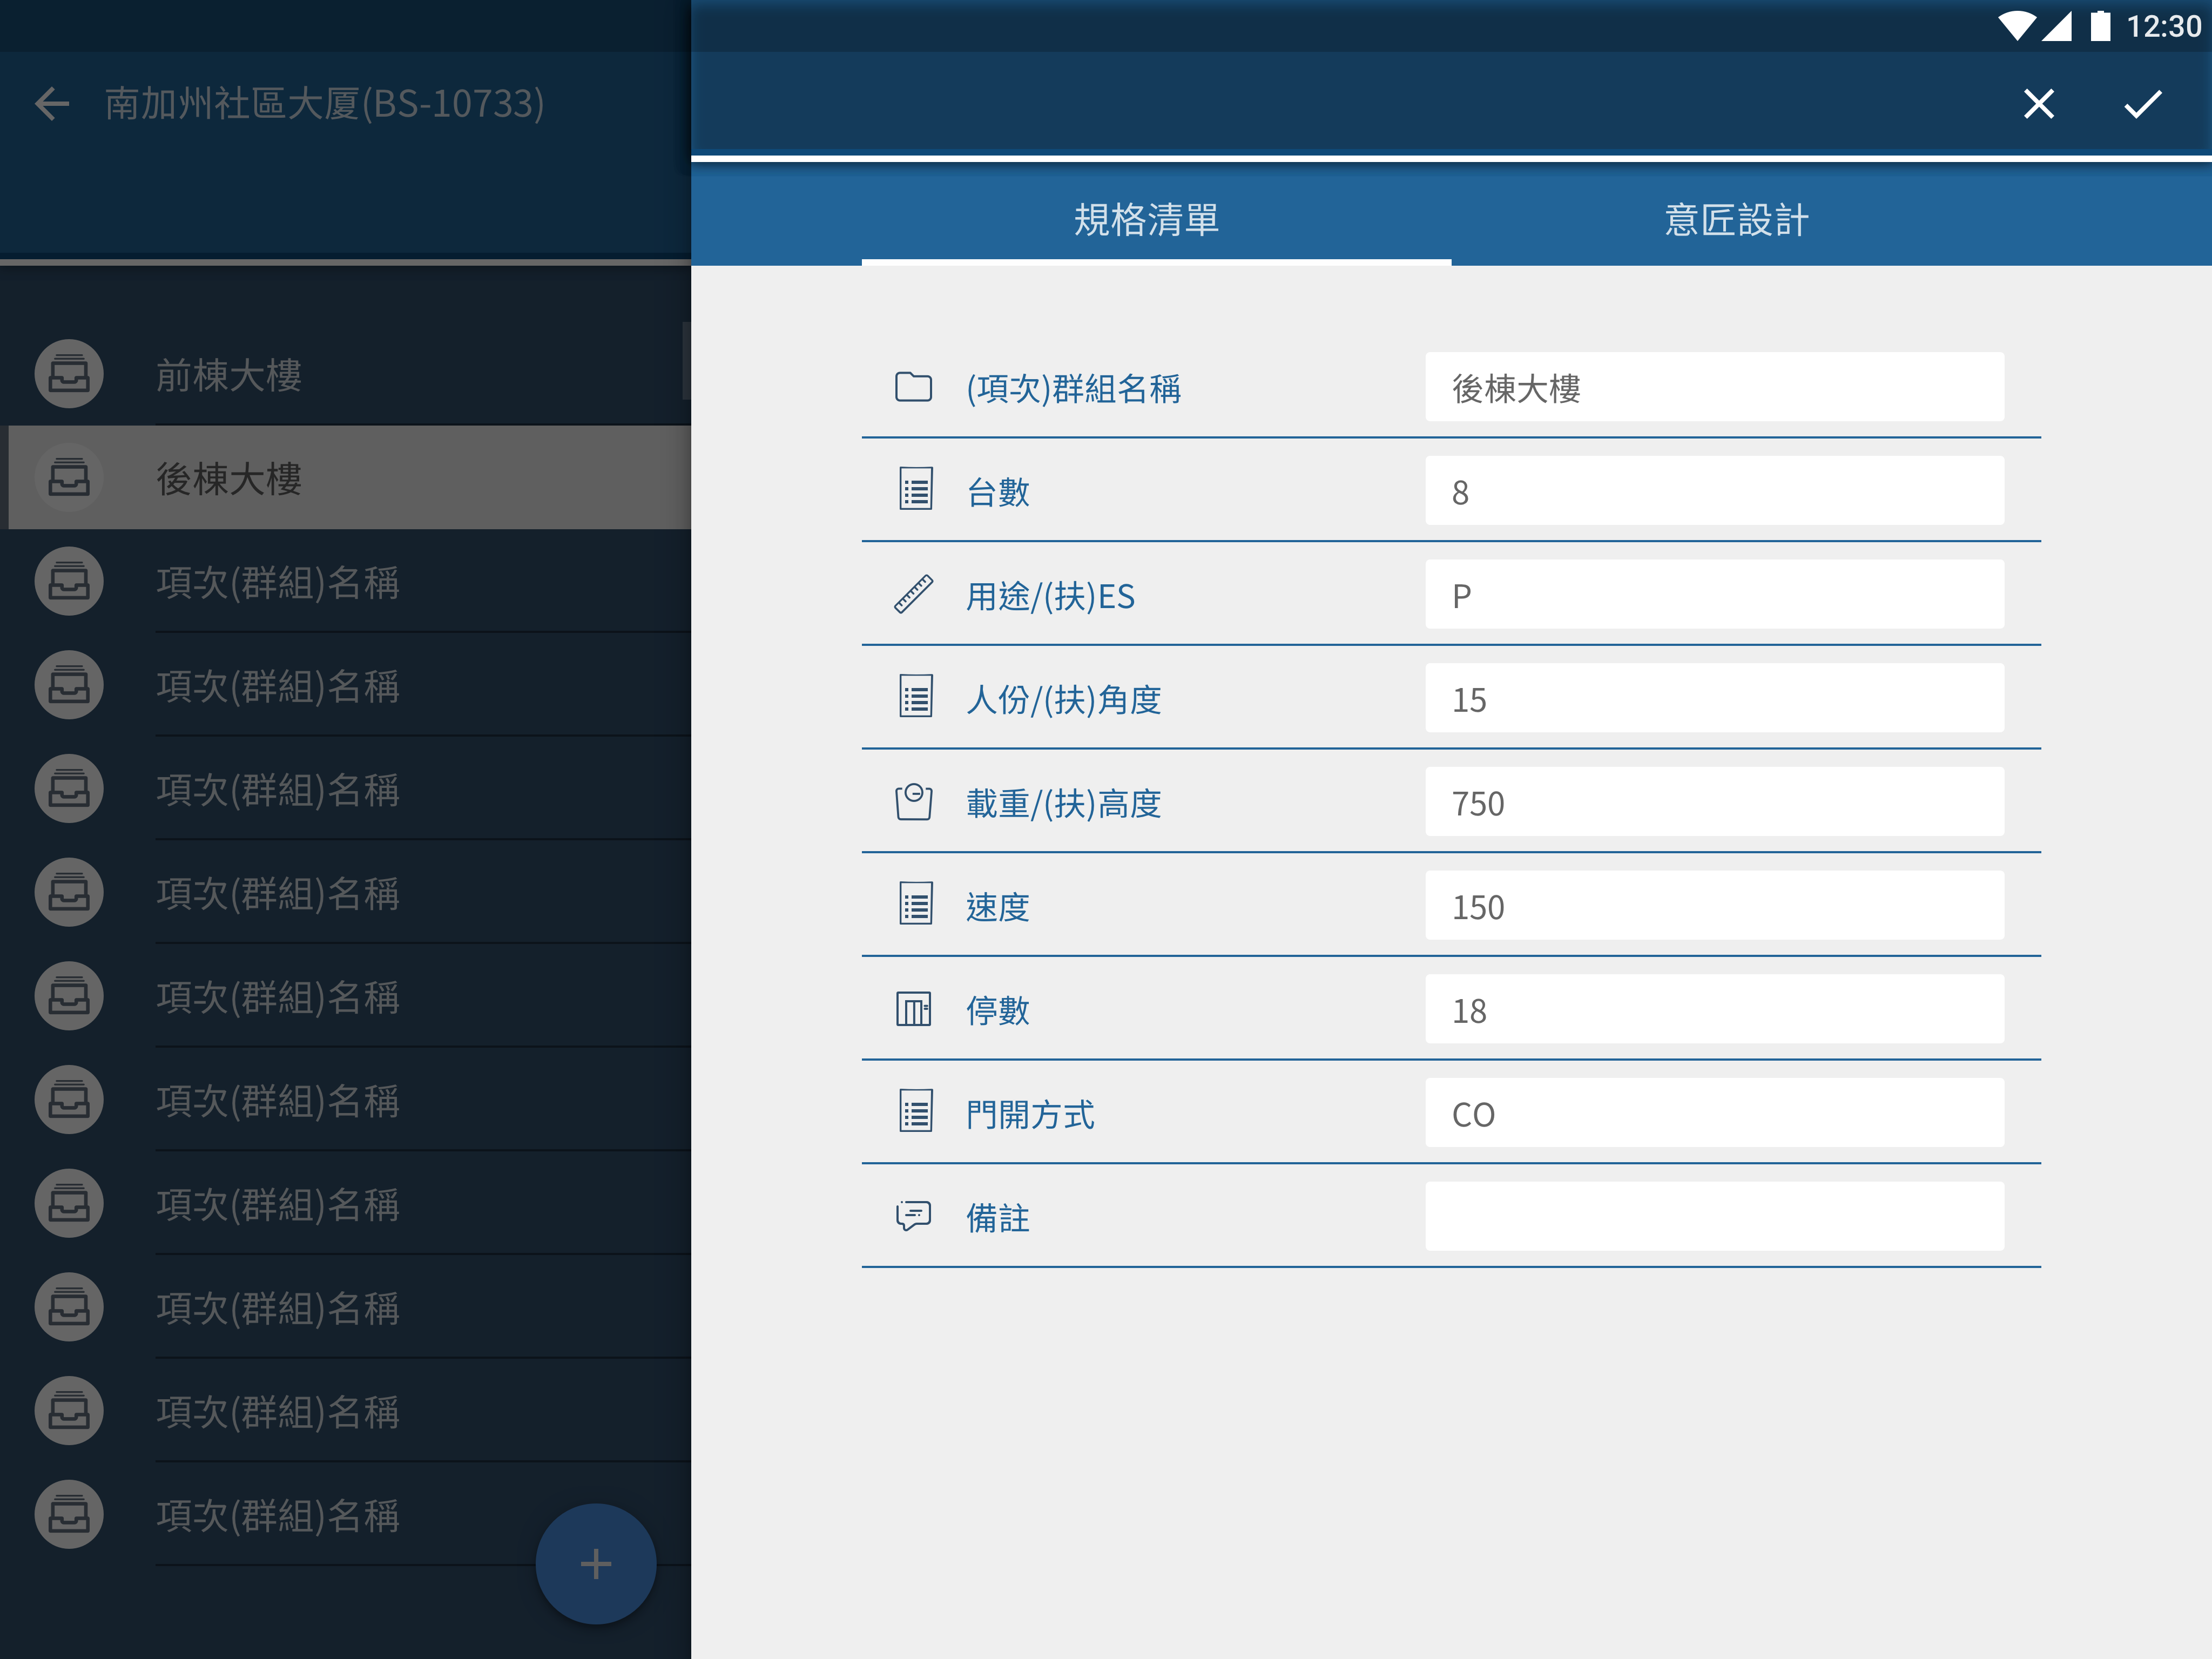 12:30
南加州社區大厦(BS-10733)
規格清單
意匠設計
前棟大樓
後棟大樓
項次(群組)名稱
項次(群組)名稱
項次(群組)名稱
項次(群組)名稱
項次(群組)名稱
項次(群組)名稱
項次(群組)名稱
項次(群組)名稱
項次(群組)名稱
項次(群組)名稱
(項次)群組名稱
後棟大樓
台數
8
用途/(扶)ES
P
人份/(扶)角度
15
載重/(扶)高度
750
速度
150
停數
18
門開方式
CO
備註